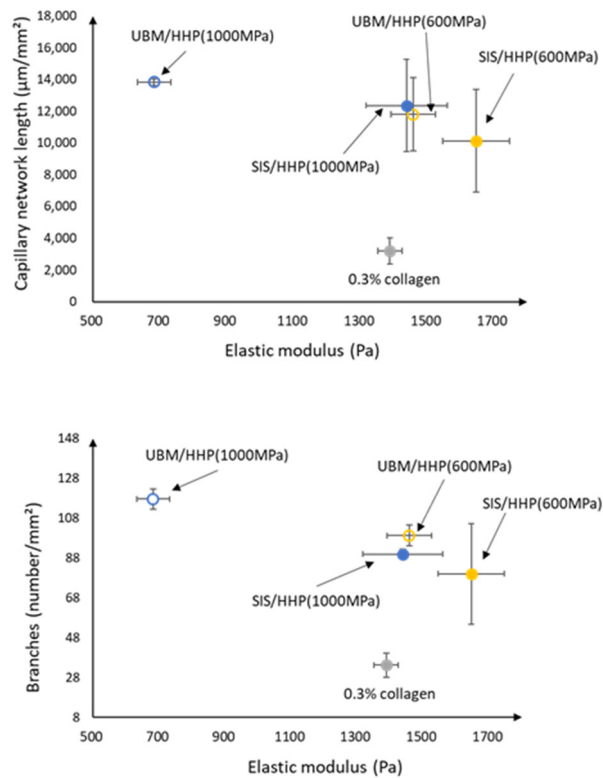 18,000
16,000
14,000
12,000
10,000
8,000
6,000
4,000
2,000
0
Capillary network length (µm/mm²)
UBM/HHP(1000MPa)
UBM/HHP(600MPa)
SIS/HHP(600MPa)
SIS/HHP(1000MPa)
0.3% collagen
500 700 900 1100 1300 1500 1700
Elastic modulus (Pa)
148
128
108
88
68
48
28
8
Branches (number/mm²)
UBM/HHP(1000MPa)
UBM/HHP(600MPa)
SIS/HHP(600MPa)
SIS/HHP(1000MPa)
0.3% collagen
500 700 900 1100 1300 1500 1700
Elastic modulus (Pa)